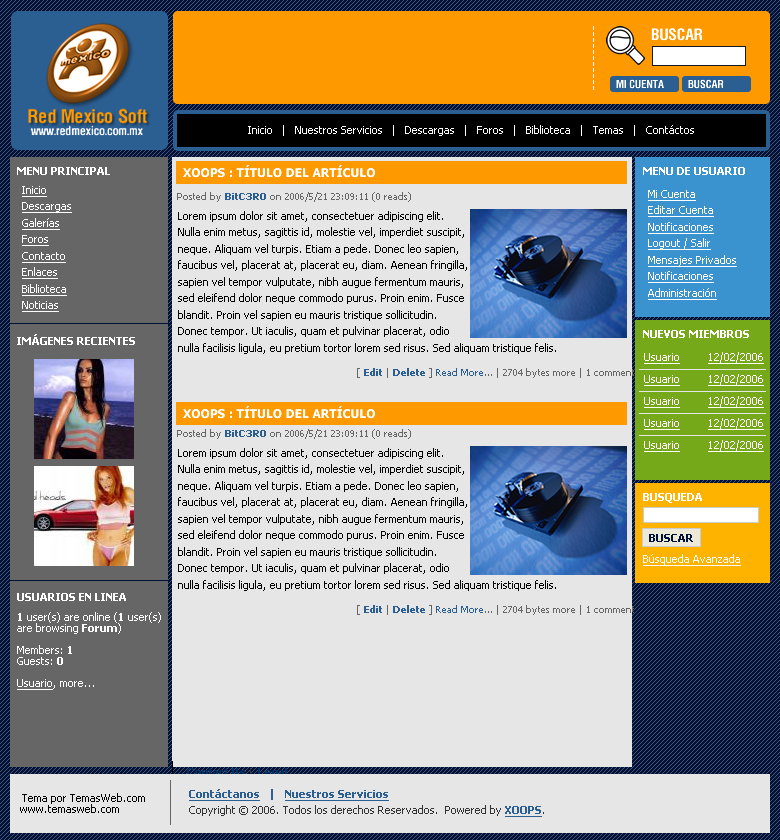 mexico
Red Mexico Soft
www.redmexico.com.mx
BUSCAR
MI CUENTA
BUSCAR
Inicio | Nuestros Servicios | Descargas | Foros | Biblioteca | Temas | Contáctos
MENU PRINCIPAL
Inicio
Descargas
Galerías
Foros
Contacto
Enlaces
Biblioteca
Noticias
IMÁGENES RECIENTES
d heads
USUARIOS EN LINEA
1 user(s) are online (1 user(s)
are browsing Forum)
Members: 1
Guests: 0
Usuario, more...
XOOPS : TÍTULO DEL ARTÍCULO
Posted by BitC3R0 on 2006/5/21 23:09:11 (0 reads)
Lorem ipsum dolor sit amet, consectetuer adipiscing elit.
Nulla enim metus, sagittis id, molestie vel, imperdiet suscipit,
neque. Aliquam vel turpis. Etiam a pede. Donec leo sapien,
faucibus vel, placerat at, placerat eu, diam. Aenean fringilla,
sapien vel tempor vulputate, nibh augue fermentum mauris,
sed eleifend dolor neque commodo purus. Proin enim. Fusce
blandit. Proin vel sapien eu mauris tristique sollicitudin.
Donec tempor. Ut iaculis, quam et pulvinar placerat, odio
nulla facilisis ligula, eu pretium tortor lorem sed risus. Sed aliquam tristique felis.
[ Edit | Delete ] Read More... | 2704 bytes more | 1 comment
XOOPS : TÍTULO DEL ARTÍCULO
Posted by BitC3R0 on 2006/5/21 23:09:11 (0 reads)
Lorem ipsum dolor sit amet, consectetuer adipiscing elit.
Nulla enim metus, sagittis id, molestie vel, imperdiet suscipit,
neque. Aliquam vel turpis. Etiam a pede. Donec leo sapien,
faucibus vel, placerat at, placerat eu, diam. Aenean fringilla,
sapien vel tempor vulputate, nibh augue fermentum mauris,
sed eleifend dolor neque commodo purus. Proin enim. Fusce
blandit. Proin vel sapien eu mauris tristique sollicitudin.
Donec tempor. Ut iaculis, quam et pulvinar placerat, odio
nulla facilisis ligula, eu pretium tortor lorem sed risus. Sed aliquam tristique felis.
[ Edit | Delete ] Read More... | 2704 bytes more | 1 comment
MENU DE USUARIO
Mi Cuenta
Editar Cuenta
Notificaciones
Logout / Salir
Mensajes Privados
Notificaciones
Administración
NUEVOS MIEMBROS
Usuario 12/02/2006
Usuario 12/02/2006
Usuario 12/02/2006
Usuario 12/02/2006
Usuario 12/02/2006
BUSQUEDA
BUSCAR
Búsqueda Avanzada
Tema por TemasWeb.com
www.temasweb.com
Contáctanos | Nuestros Servicios
Copyright © 2006. Todos los derechos Reservados. Powered by XOOPS.